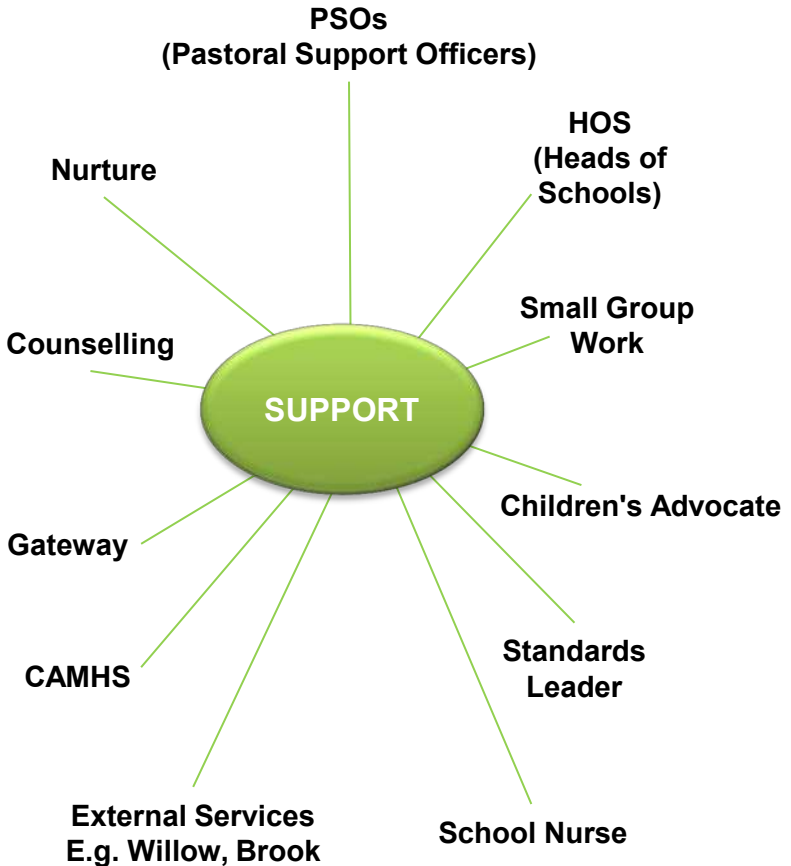 PSOs
(Pastoral Support Officers)
HOS
(Heads of
Schools)
Nurture
Small Group
Work
Counselling
SUPPORT
Children's Advocate
Gateway
Standards
Leader
CAMHS
External Services
E.g. Willow, Brook
School Nurse